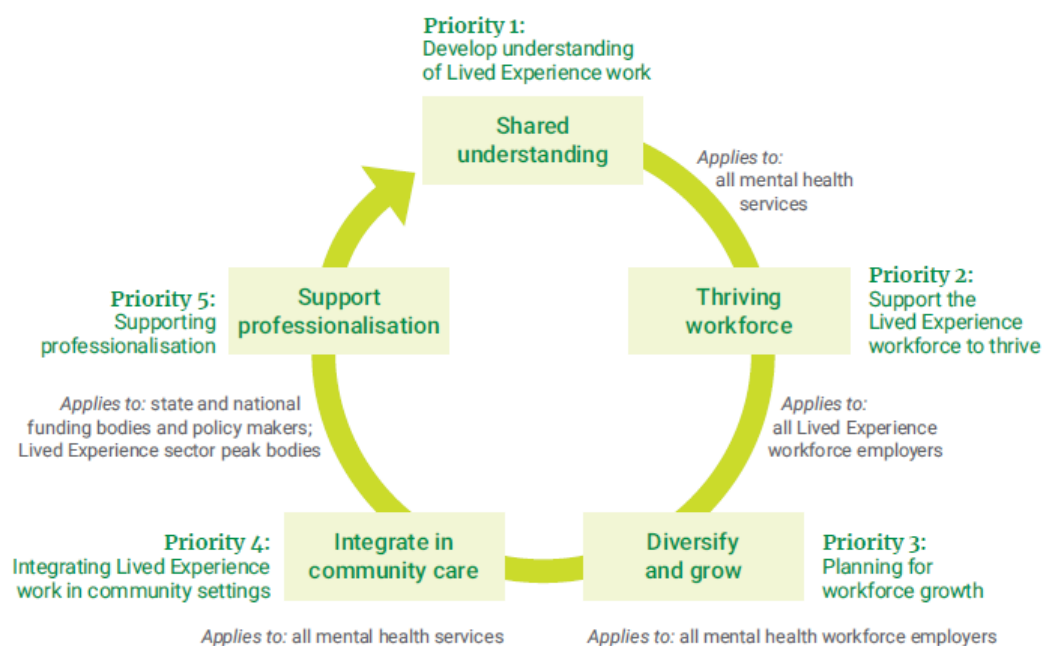 Priority 1:
Develop understanding
of Lived Experience work
Shared
understanding
Applies to:
all mental health
services
Priority 2:
Support the
Lived Experience
workforce to thrive
Thriving
workforce
Applies to:
all Lived Experience
workforce employers
Priority 3:
Planning for
workforce growth
Diversify
and grow
Applies to: all mental health workforce employers
Priority 4:
Integrating Lived Experience
work in community settings
Integrate in
community care
Applies to: all mental health services
Priority 5:
Supporting
professionalisation
Support
professionalisation
Applies to: state and national
funding bodies and policy makers;
Lived Experience sector peak bodies